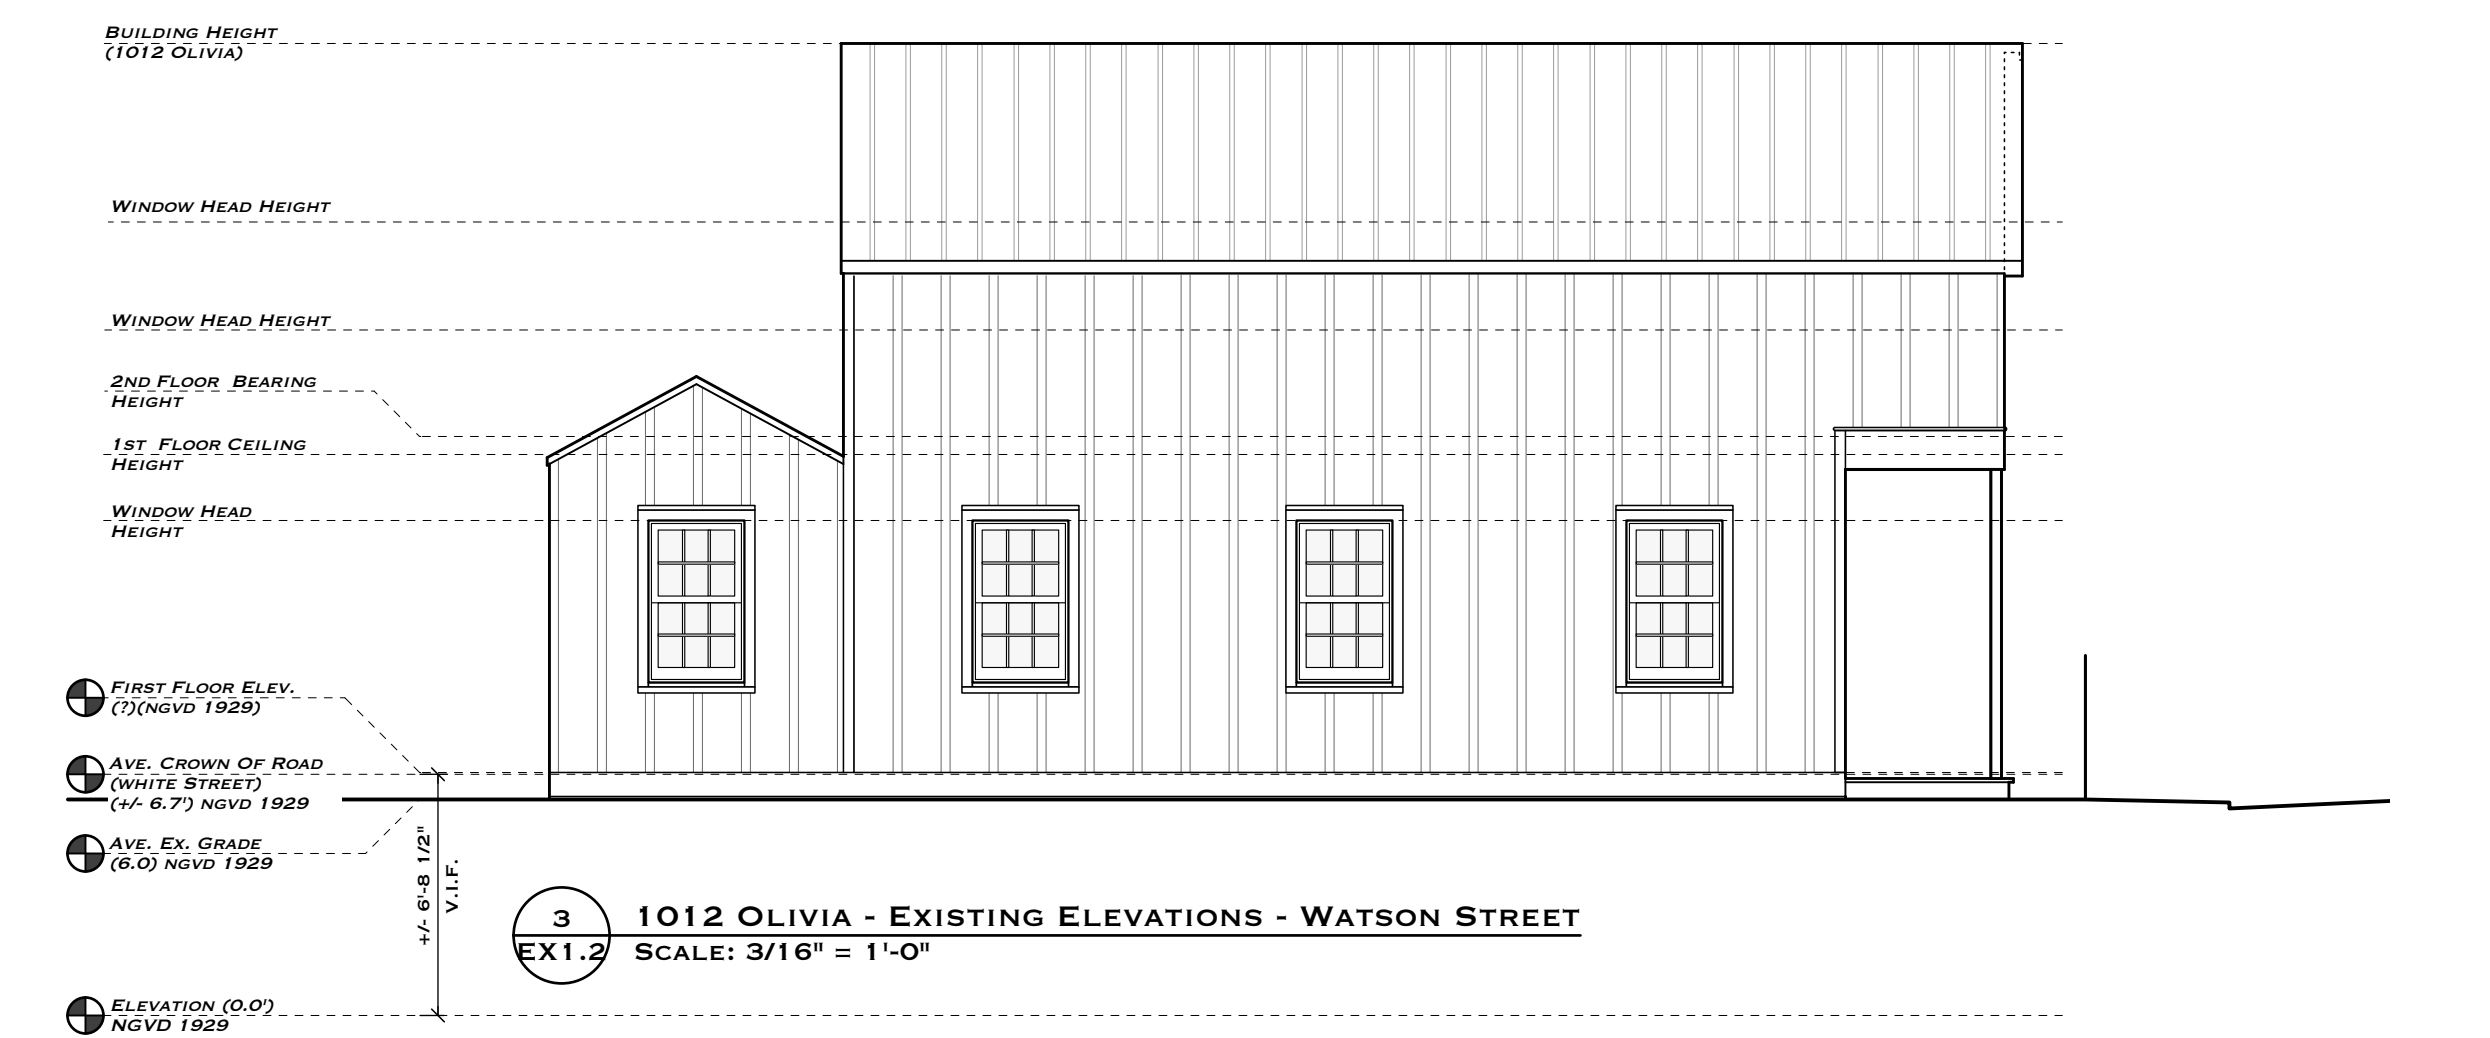 Building Height
(1012 Olivia)
Window Head Height
Window Head Height
2nd Floor Bearing
Height
1st Floor Ceiling
Height
Window Head
Height
First Floor Elev.
(?)(NGVD 1929)
Ave. Crown Of Road
(White Street)
(+/- 6.7') NGVD 1929
Ave. Ex. Grade
(6.0) NGVD 1929
+/- 6'-8 1/2"
V.I.F.
3
EX1.2
1012 Olivia - Existing Elevations - Watson Street
Scale: 3/16" = 1'-0"
Elevation (0.0')
NGVD 1929